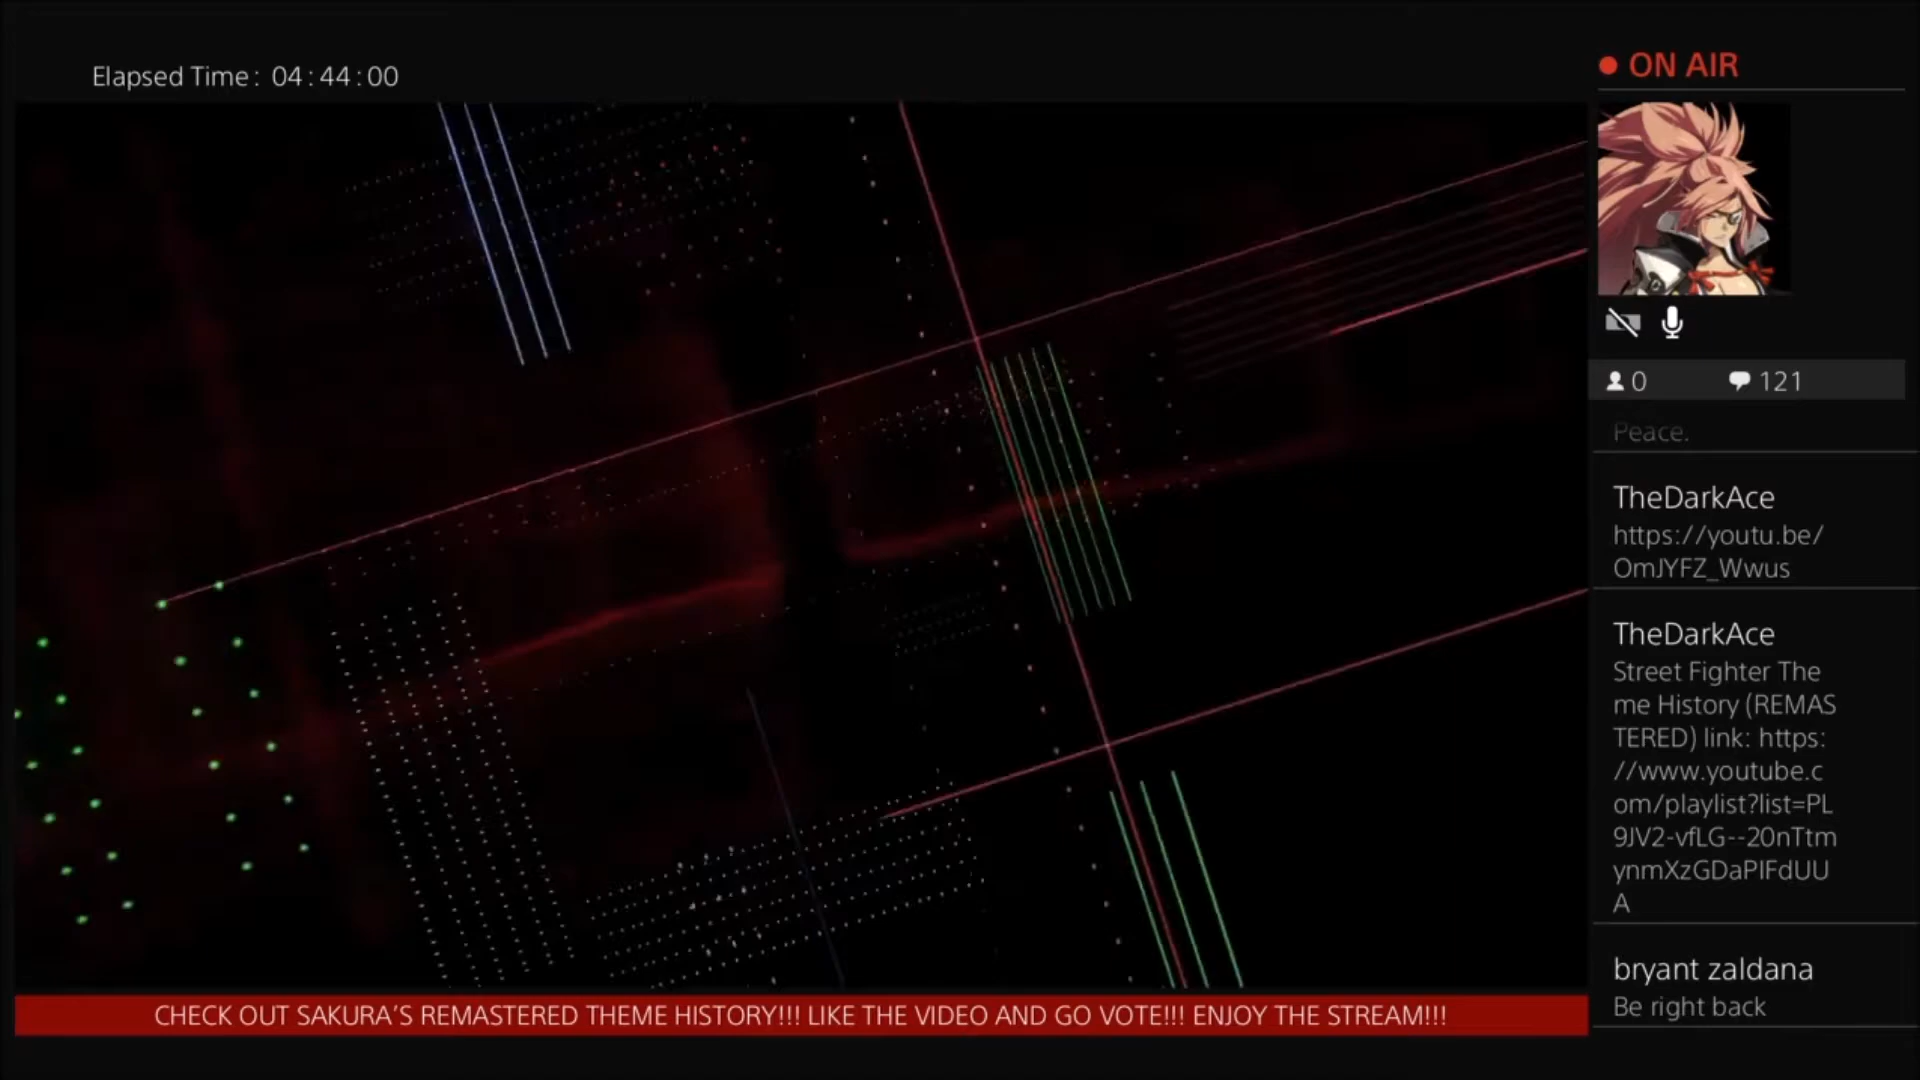 Elapsed Time: 04:44:00
ON AIR
0
121
Peace.
TheDarkAce
https://youtu.be/
OmJYFZ_Wwus
TheDarkAce
Street Fighter The
me History (REMAS
TERED) link: https:
//www.youtube.c
om/playlist?list=PL
9JV2-vfLG--20nTtm
ynmXzGDaPIFdUU
A
bryant zaldana
Be right back
CHECK OUT SAKURA'S REMASTERED THEME HISTORY!!! LIKE THE VIDEO AND GO VOTE!!! ENJOY THE STREAM!!!